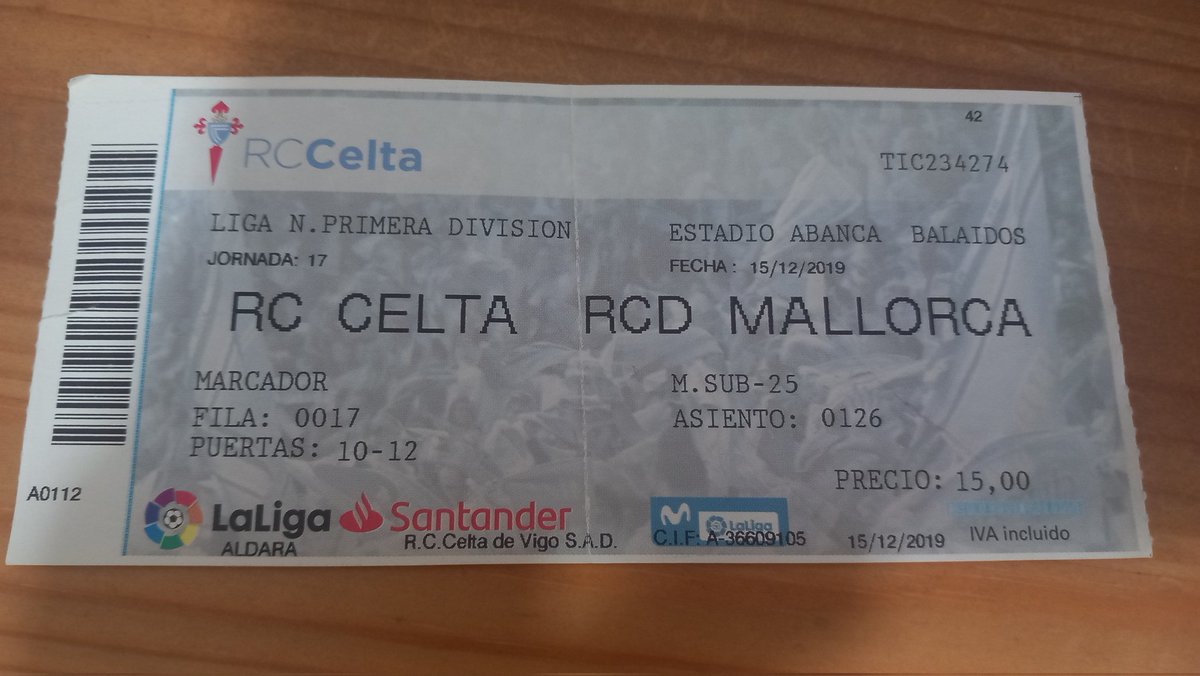 42
RCCelta
TIC234274
LIGA N.PRIMERA DIVISION
ESTADIO ABANCA BALAIDOS
JORNADA: 17
FECHA : 15/12/2019
RC CELTA RCD MALLORCA
MARCADOR
M.SUB-25
FILA: 0017
ASIENTO: 0126
PUERTAS: 10-12
PRECIO: 15,00
A0112
LaLiga Santander
LaLiga
ALDARA
R.C.Celta de Vigo S.A.D.
C.I.F: A-36609105
15/12/2019
IVA incluido